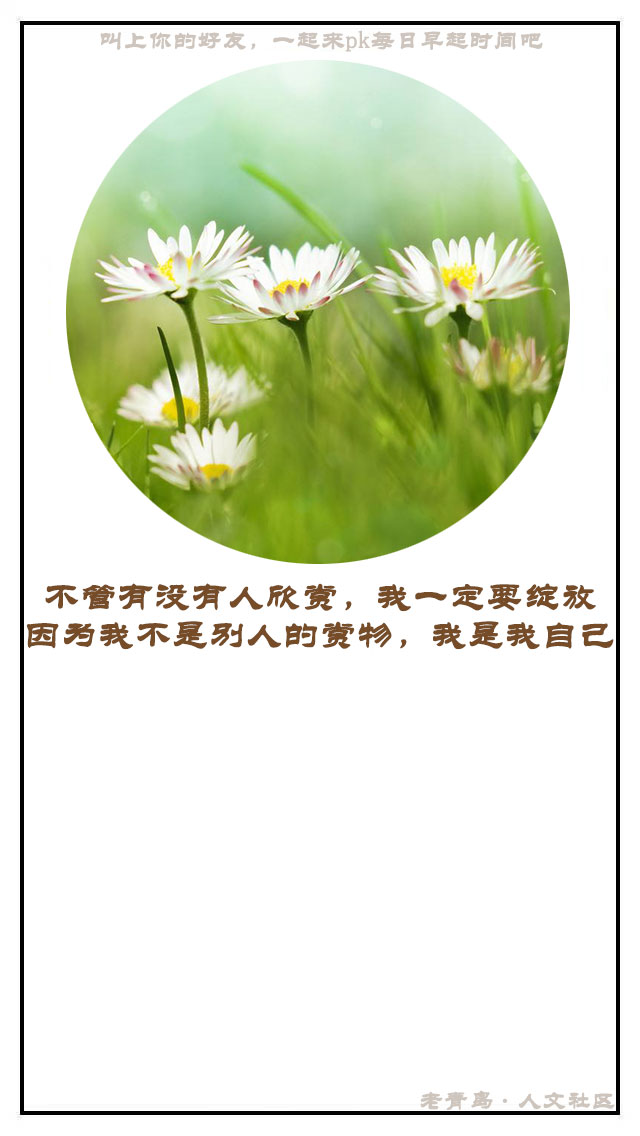 叫上你的好友，一起来pk每日早起时间吧
不管有没有人欣赏，我一定要绽放
因为我不是别人的赏物，我是我自己
老青岛·人文社区